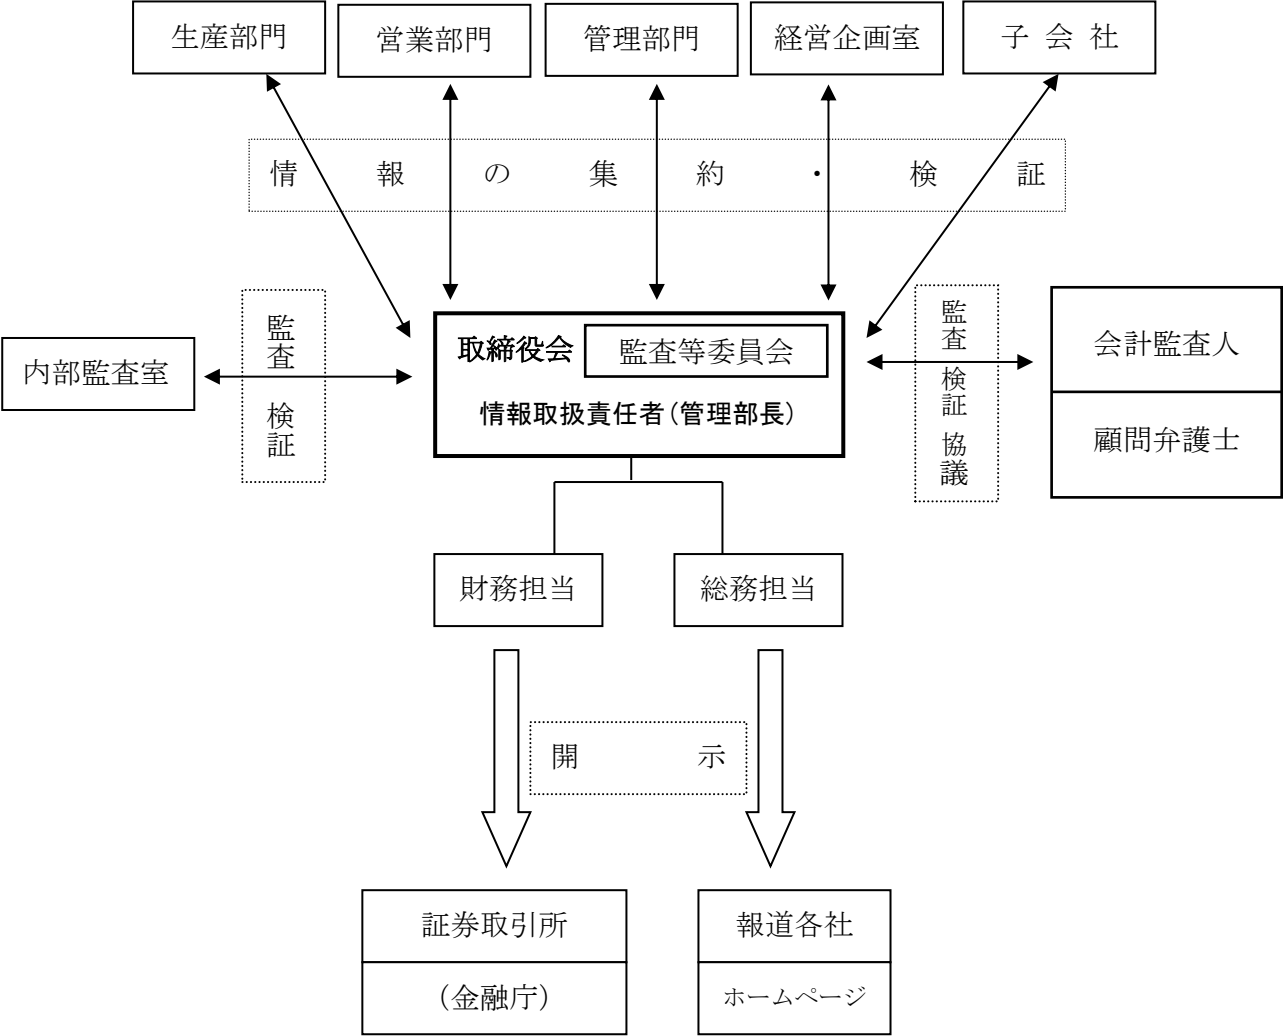 生産部門
営業部門
管理部門
経営企画室
子 会 社
情 報 の 集 約 ・ 検 証
内部監査室
監査 検証
取締役会
監査等委員会
情報取扱責任者(管理部長)
監査 検証 協議
会計監査人
顧問弁護士
財務担当
総務担当
開 示
証券取引所
(金融庁)
報道各社
ホームページ